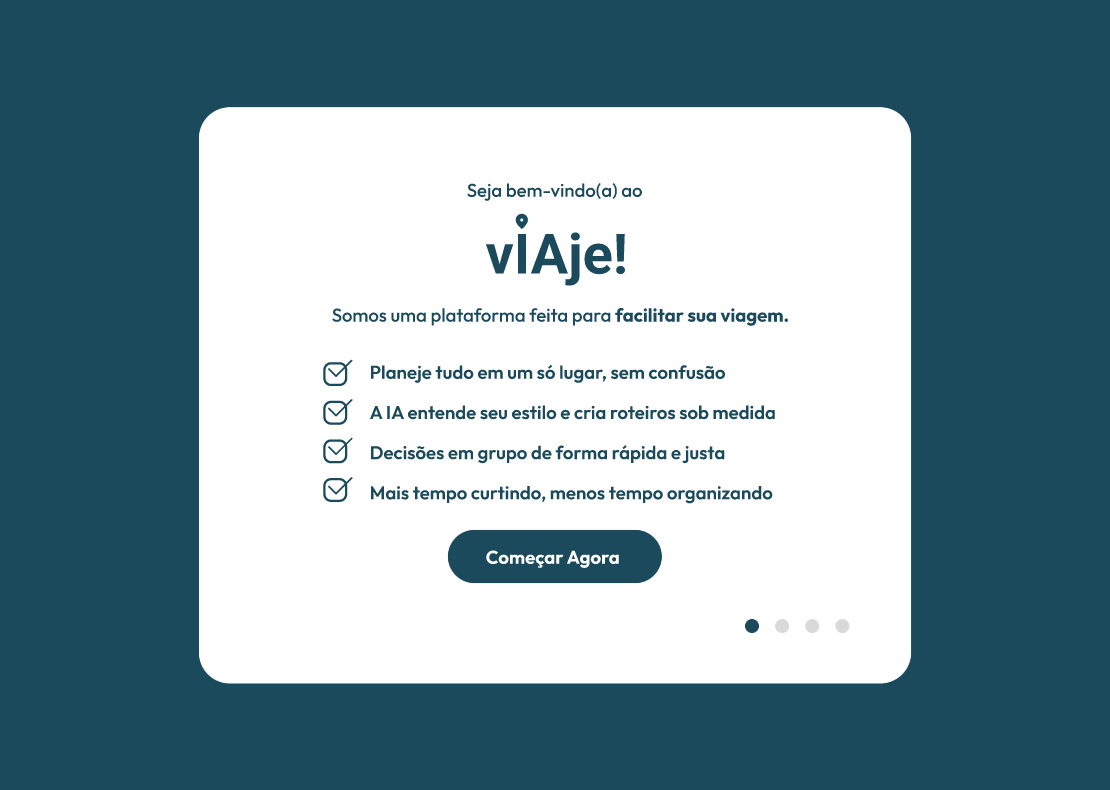 Seja bem-vindo(a) ao
vIAje!
Somos uma plataforma feita para facilitar sua viagem.
Planeje tudo em um só lugar, sem confusão
A IA entende seu estilo e cria roteiros sob medida
Decisões em grupo de forma rápida e justa
Mais tempo curtindo, menos tempo organizando
Começar Agora